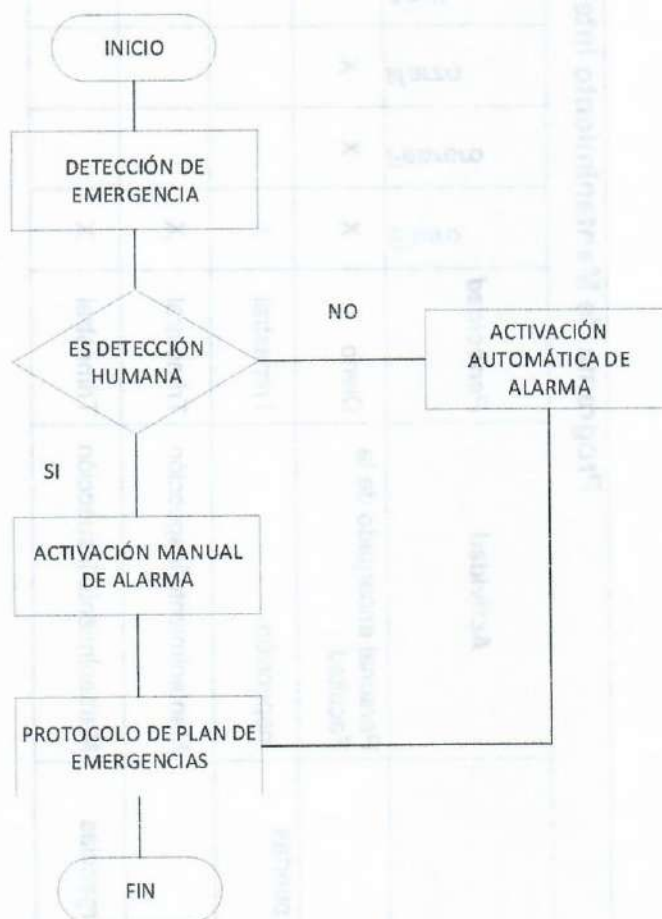 INICIO
DETECCIÓN DE
EMERGENCIA
ES DETECCIÓN
HUMANA
NO
ACTIVACIÓN
AUTOMÁTICA DE
ALARMA
SI
ACTIVACIÓN MANUAL
DE ALARMA
PROTOCOLO DE PLAN DE
EMERGENCIAS
FIN